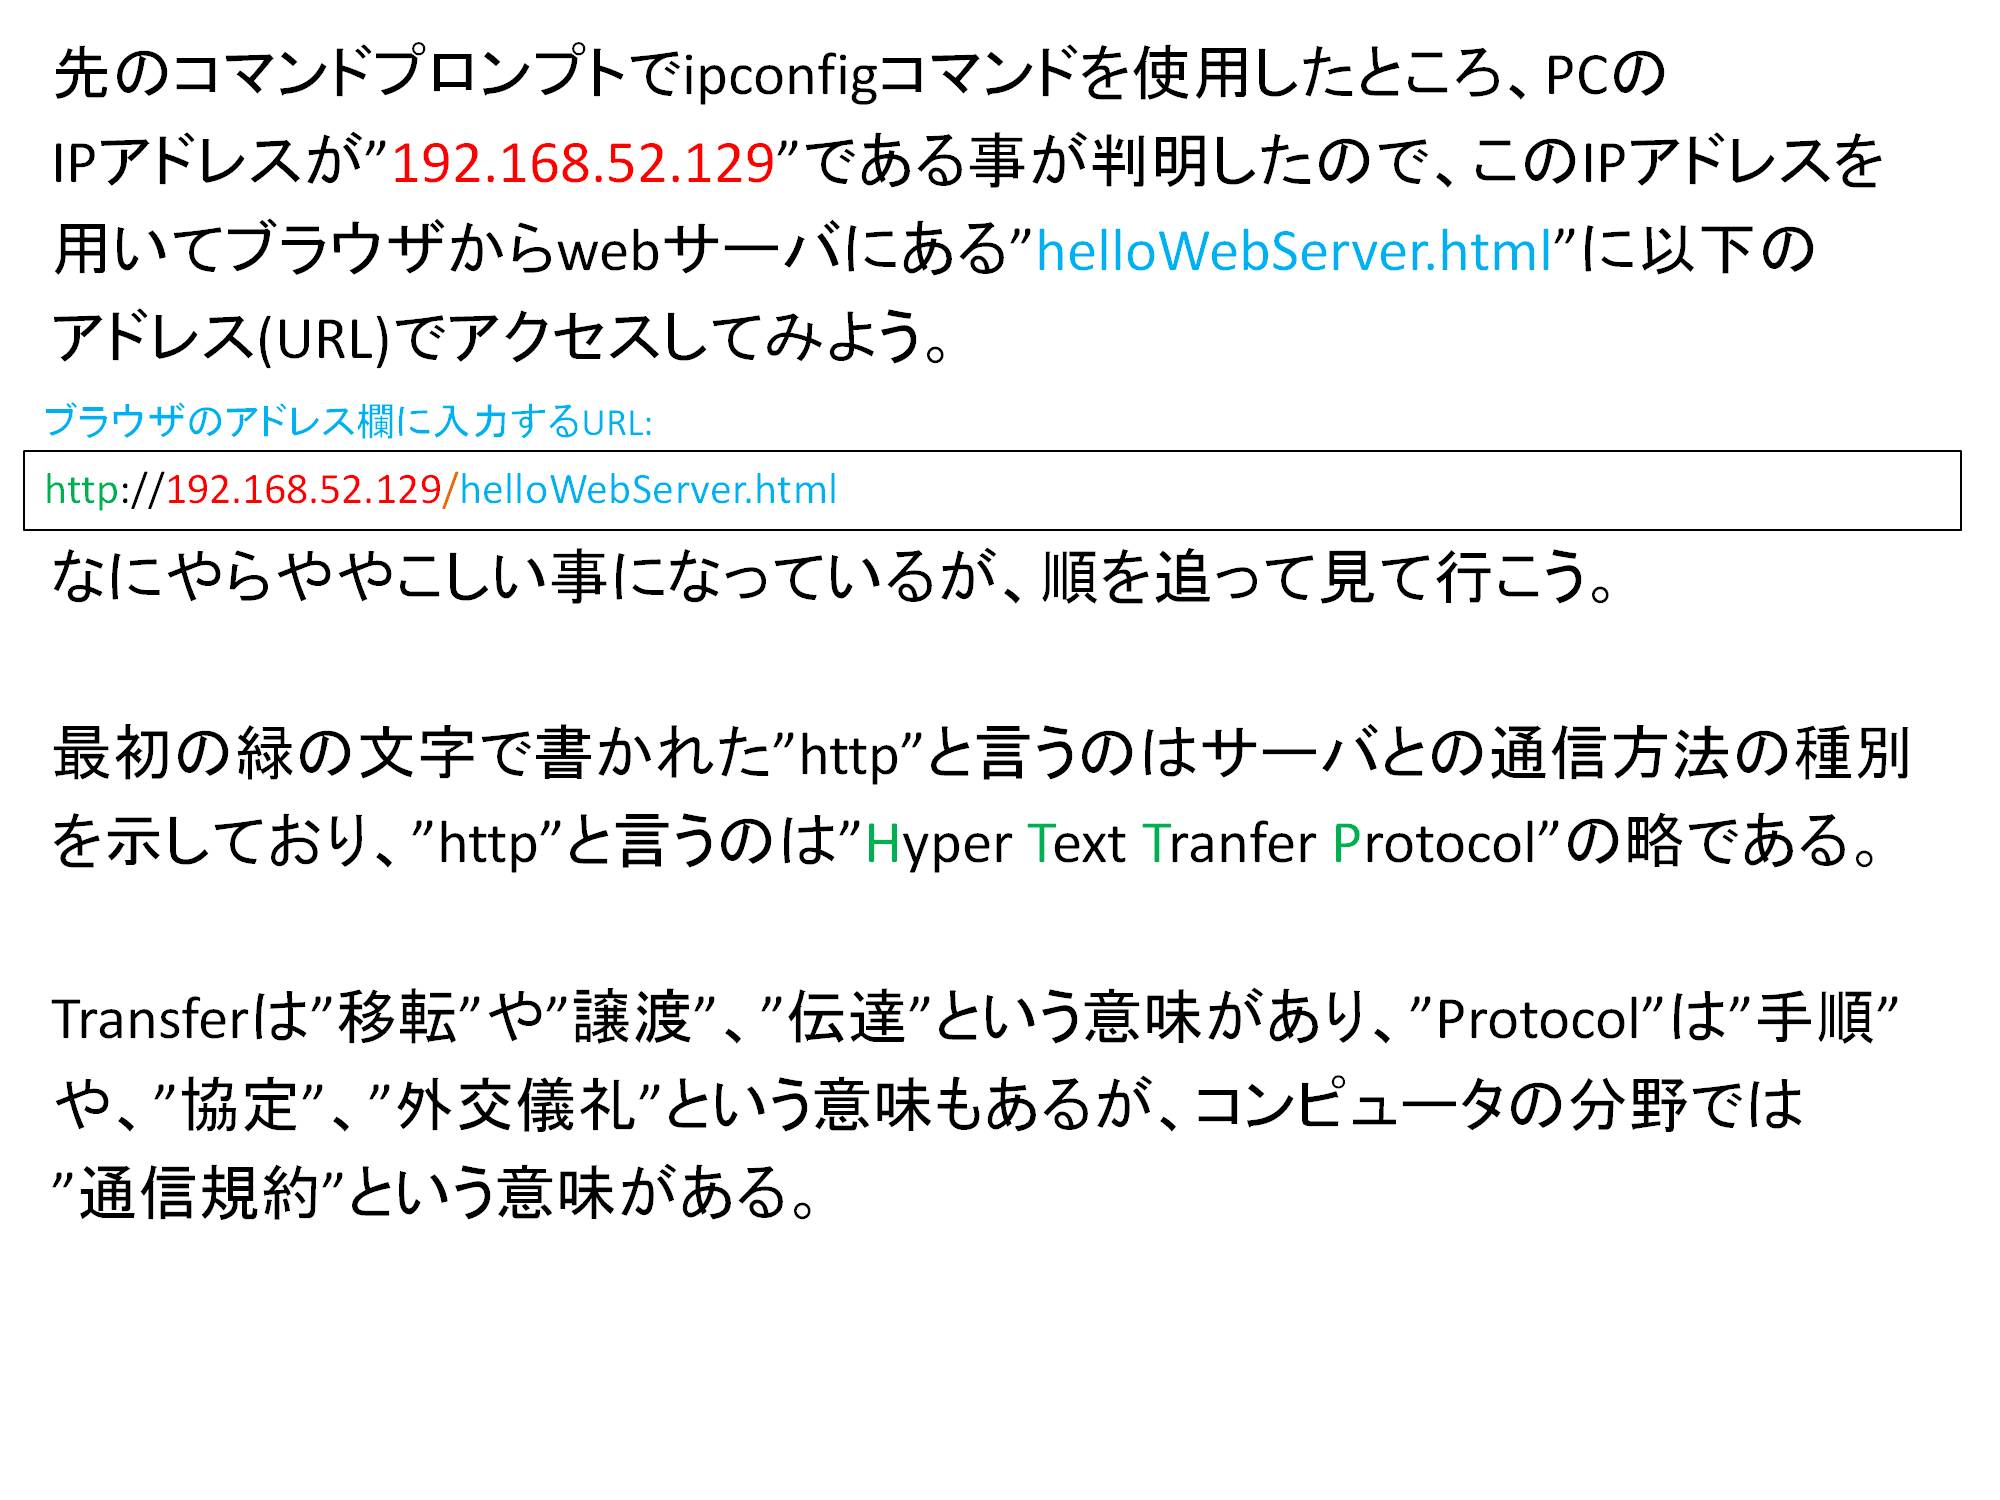 先のコマンドプロンプトでipconfigコマンドを使用したところ、PCの
IPアドレスが”192.168.52.129”である事が判明したので、このIPアドレスを
用いてブラウザからwebサーバにある”helloWebServer.html”に以下の
アドレス(URL)でアクセスしてみよう。
ブラウザのアドレス欄に入力するURL:
http://192.168.52.129/helloWebServer.html
なにやらややこしい事になっているが、順を追って見て行こう。
最初の緑の文字で書かれた”http”と言うのはサーバとの通信方法の種別
を示しており、”http”と言うのは”Hyper Text Tranfer Protocol”の略である。
Transferは”移転”や”譲渡”、”伝達”という意味があり、”Protocol”は”手順”
や、”協定”、”外交儀礼”という意味もあるが、コンピュータの分野では
”通信規約”という意味がある。